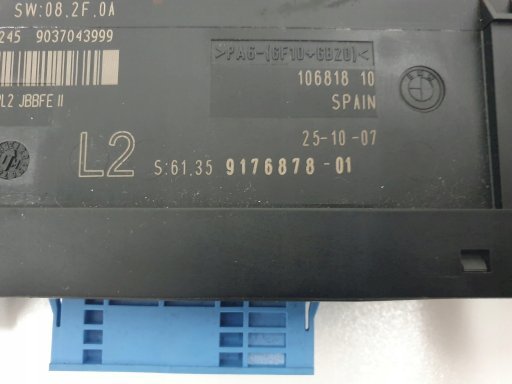 SW:08.2F.0A
245 9037043999
>PA6-(GF10+GB20)<
106818 10
PL2 JBBFE II
SPAIN
25-10-07
L2 S:61.35 9176878-01